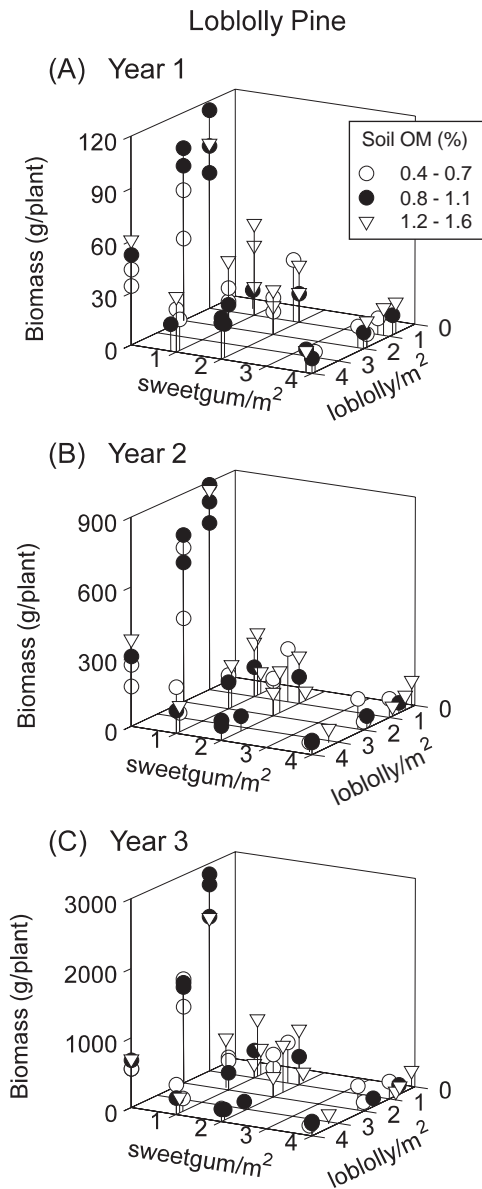 Loblolly Pine
(A) Year 1
120
90
60
30
0
Biomass (g/plant)
Soil OM (%)
0.4 - 0.7
0.8 - 1.1
1.2 - 1.6
1
2
3
4
sweetgum/m²
4
3
2
1
0
loblolly/m²
(B) Year 2
900
600
300
0
Biomass (g/plant)
1
2
3
4
sweetgum/m²
4
3
2
1
0
loblolly/m²
(C) Year 3
3000
2000
1000
0
Biomass (g/plant)
1
2
3
4
sweetgum/m²
4
3
2
1
0
loblolly/m²